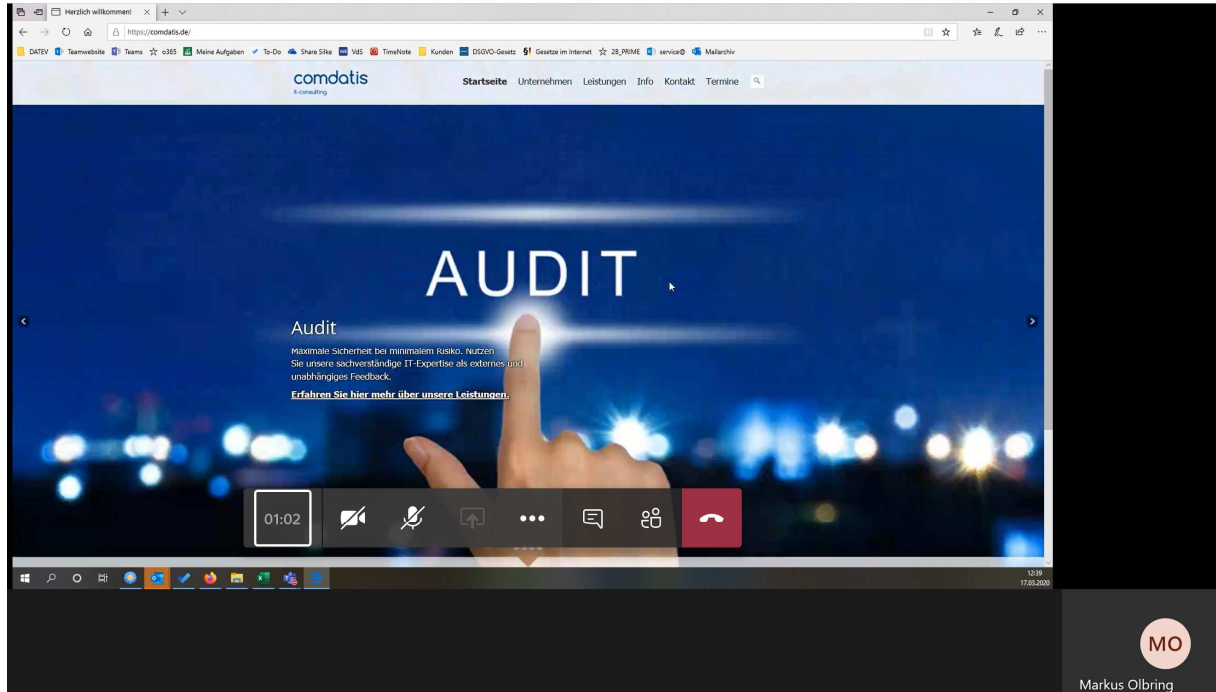 Herzlich willkommen!
https://comdatis.de/
DATEV Teamwebsite Teams o365 Meine Aufgaben To-Do Share Silke VdS TimeNote Kunden DSGVO-Gesetz Gesetze im Internet 28_PRIME service@ Mailarchiv
comdatis
it-consulting
Startseite Unternehmen Leistungen Info Kontakt Termine
AUDIT
Audit
Maximale Sicherheit bei minimalem Risiko. Nutzen
Sie unsere sachverständige IT-Expertise als externes und
unabhängiges Feedback.
Erfahren Sie hier mehr über unsere Leistungen.
01:02
12:39
17.03.2020
MO
Markus Olbring